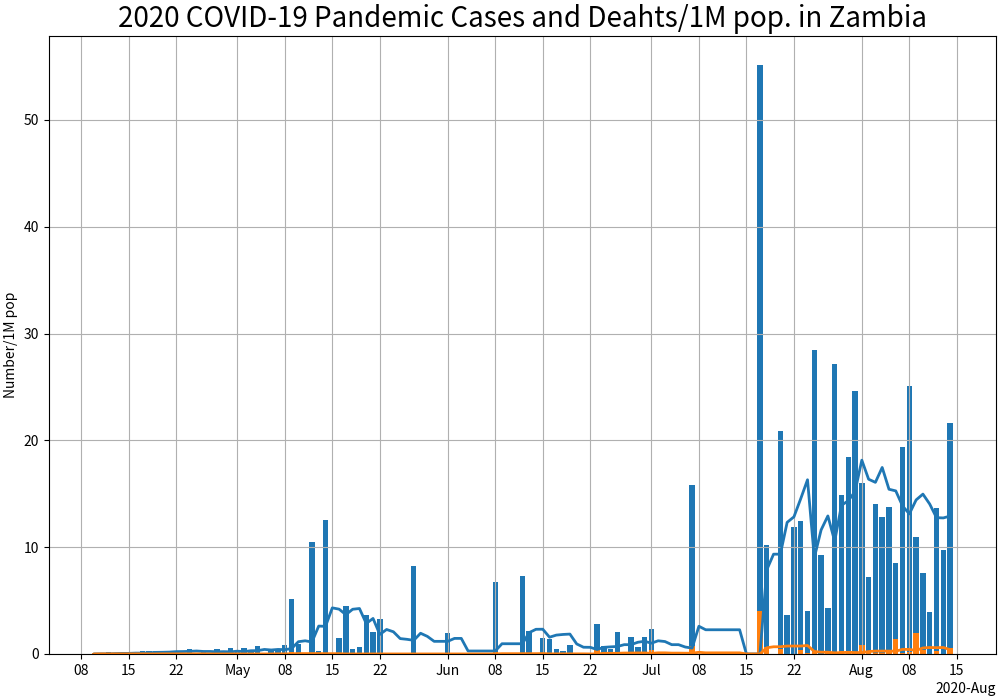 2020 COVID-19 Pandemic Cases and Deahts/1M pop. in Zambia
Number/1M pop
50
40
30
20
10
0
08 15 22 May 08 15 22 Jun 08 15 22 Jul 08 15 22 Aug 08 15
2020-Aug